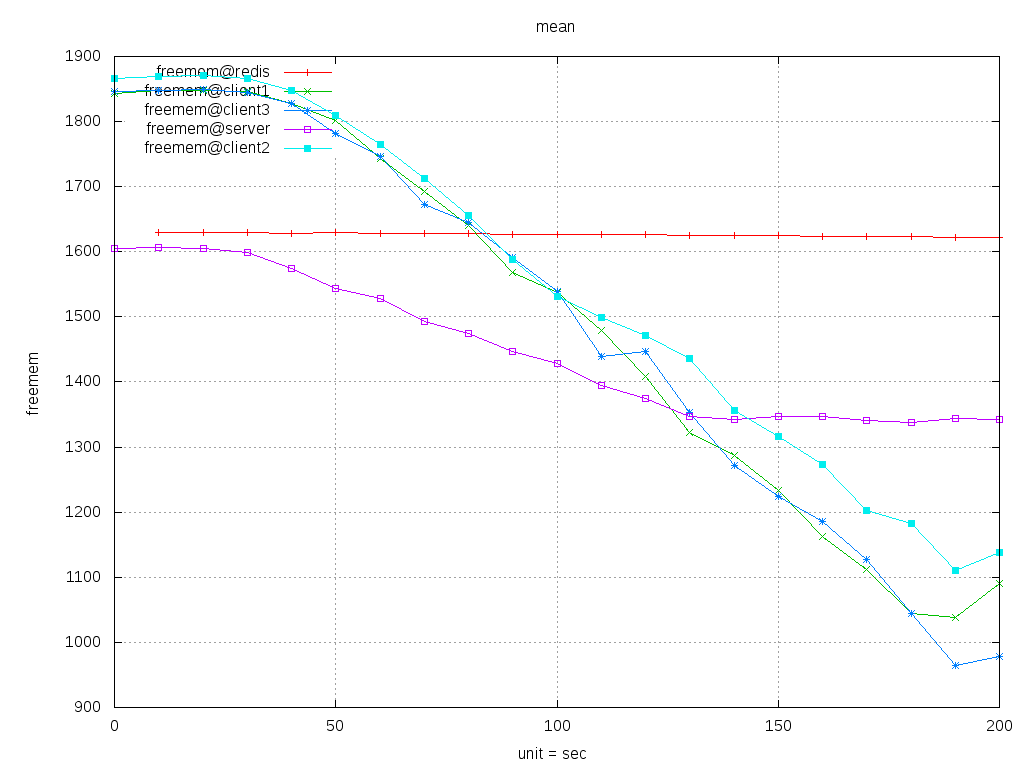 mean
1900
1800
1700
1600
1500
1400
1300
1200
1100
1000
900
freemem
freemem@redis
freemem@client1
freemem@client3
freemem@server
freemem@client2
0 50 100 150 200
unit = sec